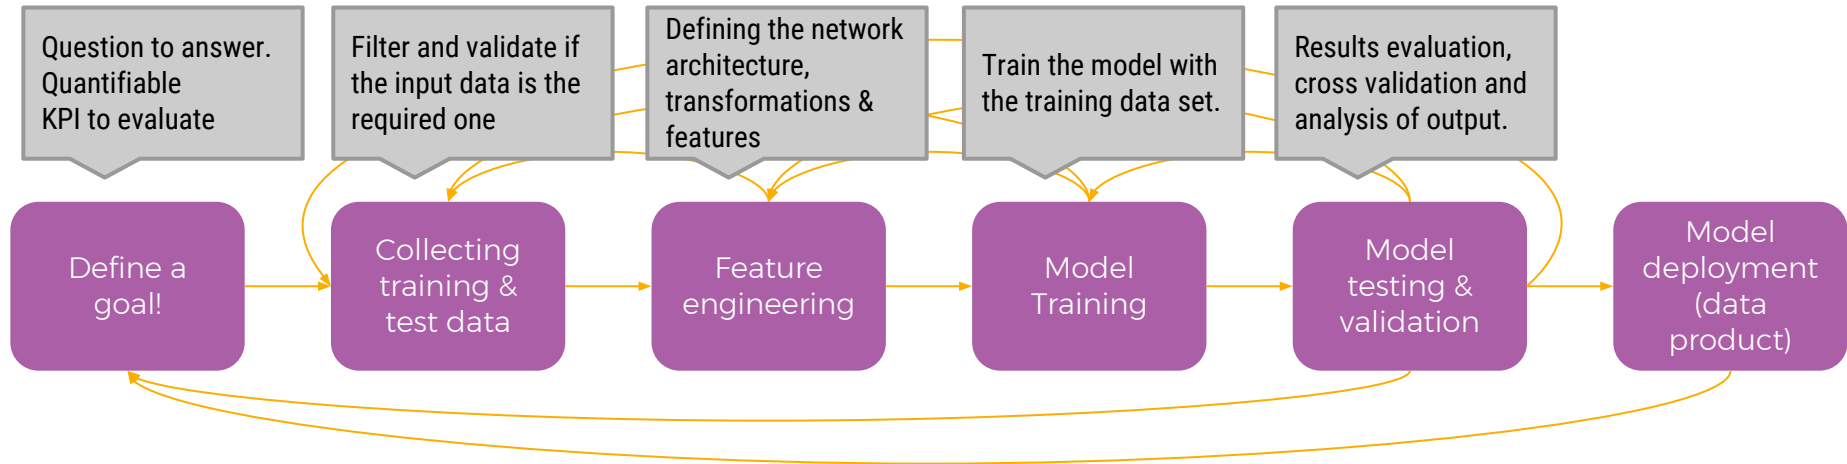 Question to answer.
Quantifiable
KPI to evaluate
Filter and validate if
the input data is the
required one
Defining the network
architecture,
transformations &
features
Train the model with
the training data set.
Results evaluation,
cross validation and
analysis of output.
Define a
goal!
Collecting
training &
test data
Feature
engineering
Model
Training
Model
testing &
validation
Model
deployment
(data
product)